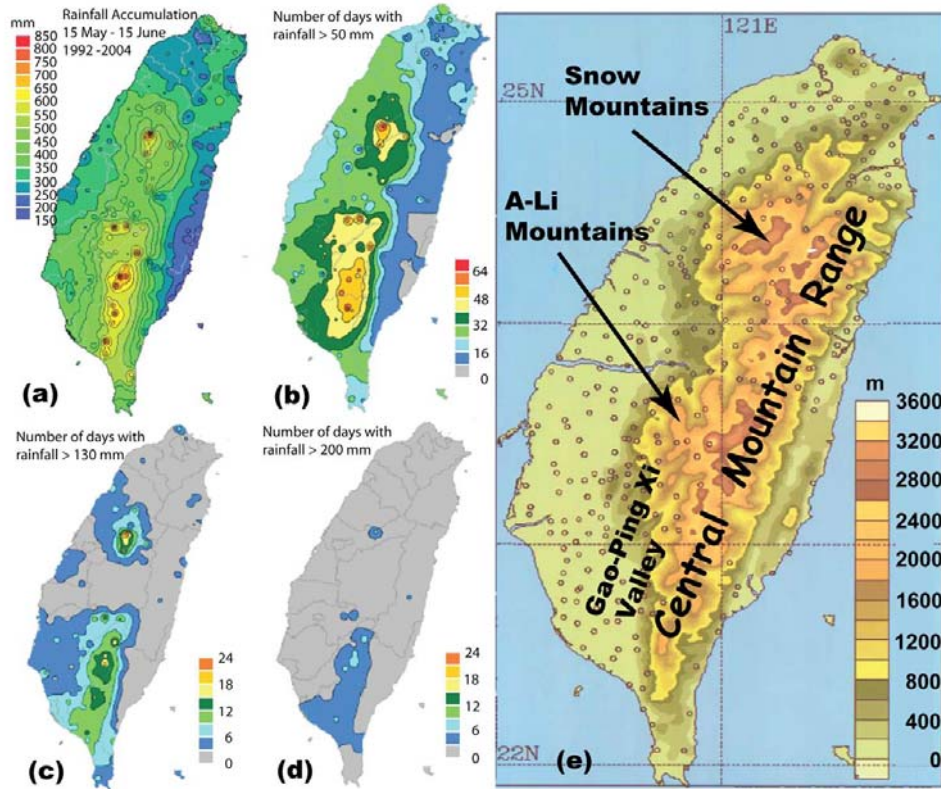 mm
Rainfall Accumulation
15 May - 15 June
1992 -2004
850
800
750
700
650
600
550
500
450
400
350
300
250
200
150
(a)
Number of days with
rainfall > 50 mm
64
48
32
16
0
(b)
Number of days with
rainfall > 130 mm
24
18
12
6
0
(c)
Number of days with
rainfall > 200 mm
24
18
12
6
0
(d)
121E
25N
Snow
Mountains
A-Li
Mountains
Central Mountain Range
Gao-Ping Xi
Valley
m
3600
3200
2800
2400
2000
1600
1200
800
400
0
22N
(e)